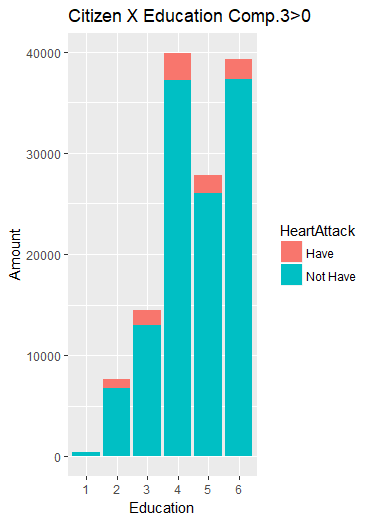 Citizen X Education Comp.3>0
40000
30000
20000
10000
0
Amount
1 2 3 4 5 6
Education
HeartAttack
Have
Not Have